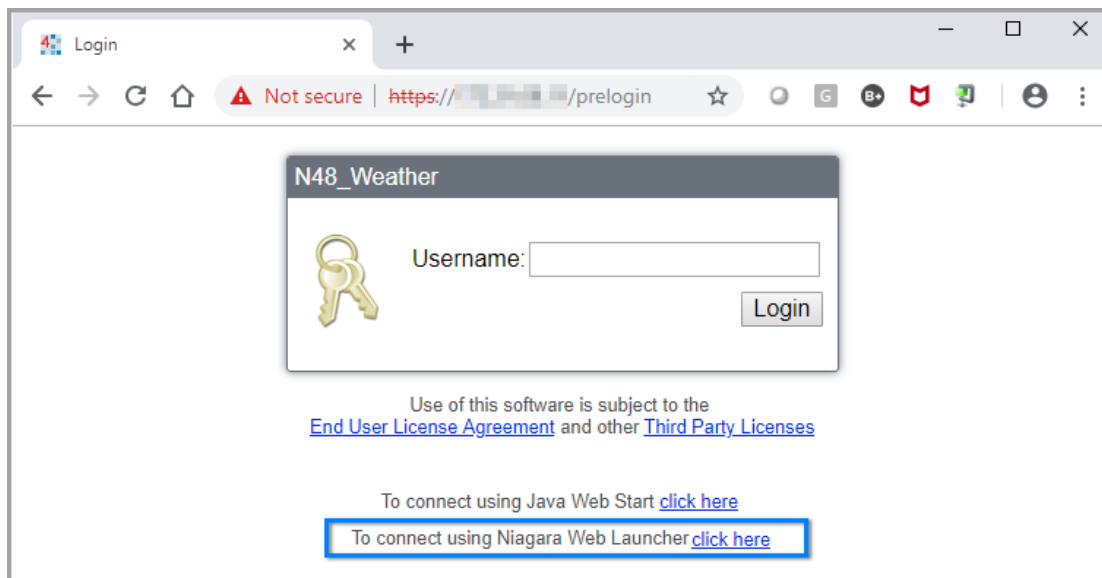 Login
Not secure | https:// /prelogin
N48_Weather
Username:
Login
Use of this software is subject to the
End User License Agreement and other Third Party Licenses
To connect using Java Web Start click here
To connect using Niagara Web Launcher click here